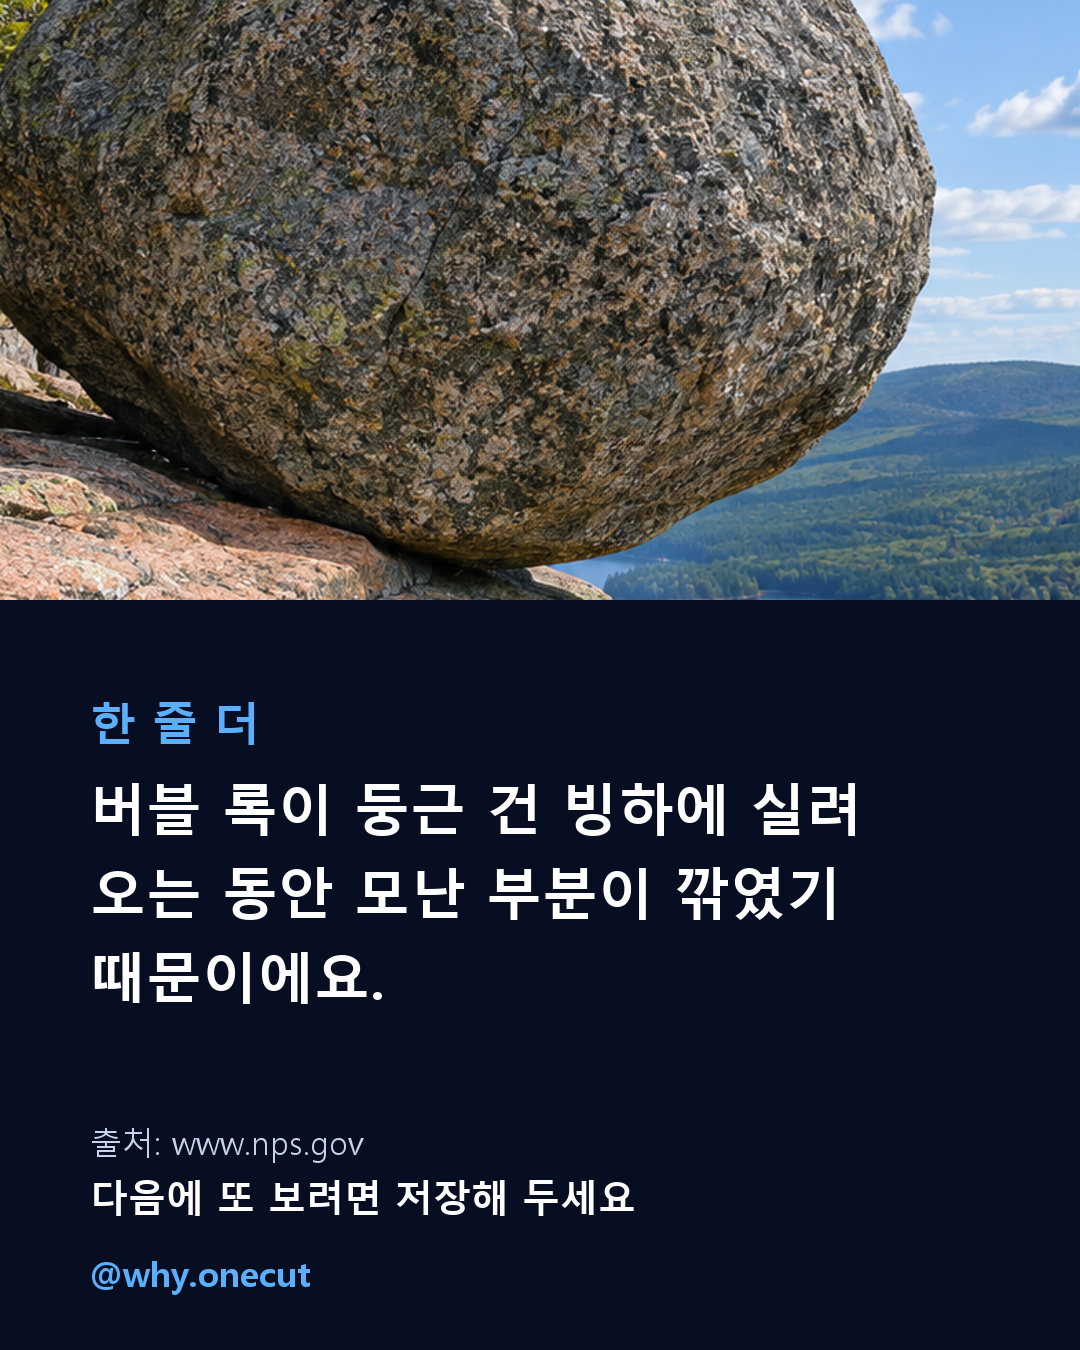 한 줄 더
버블 록이 둥근 건 빙하에 실려
오는 동안 모난 부분이 깎였기
때문이에요.
출처: www.nps.gov
다음에 또 보려면 저장해 두세요
@why.onecut